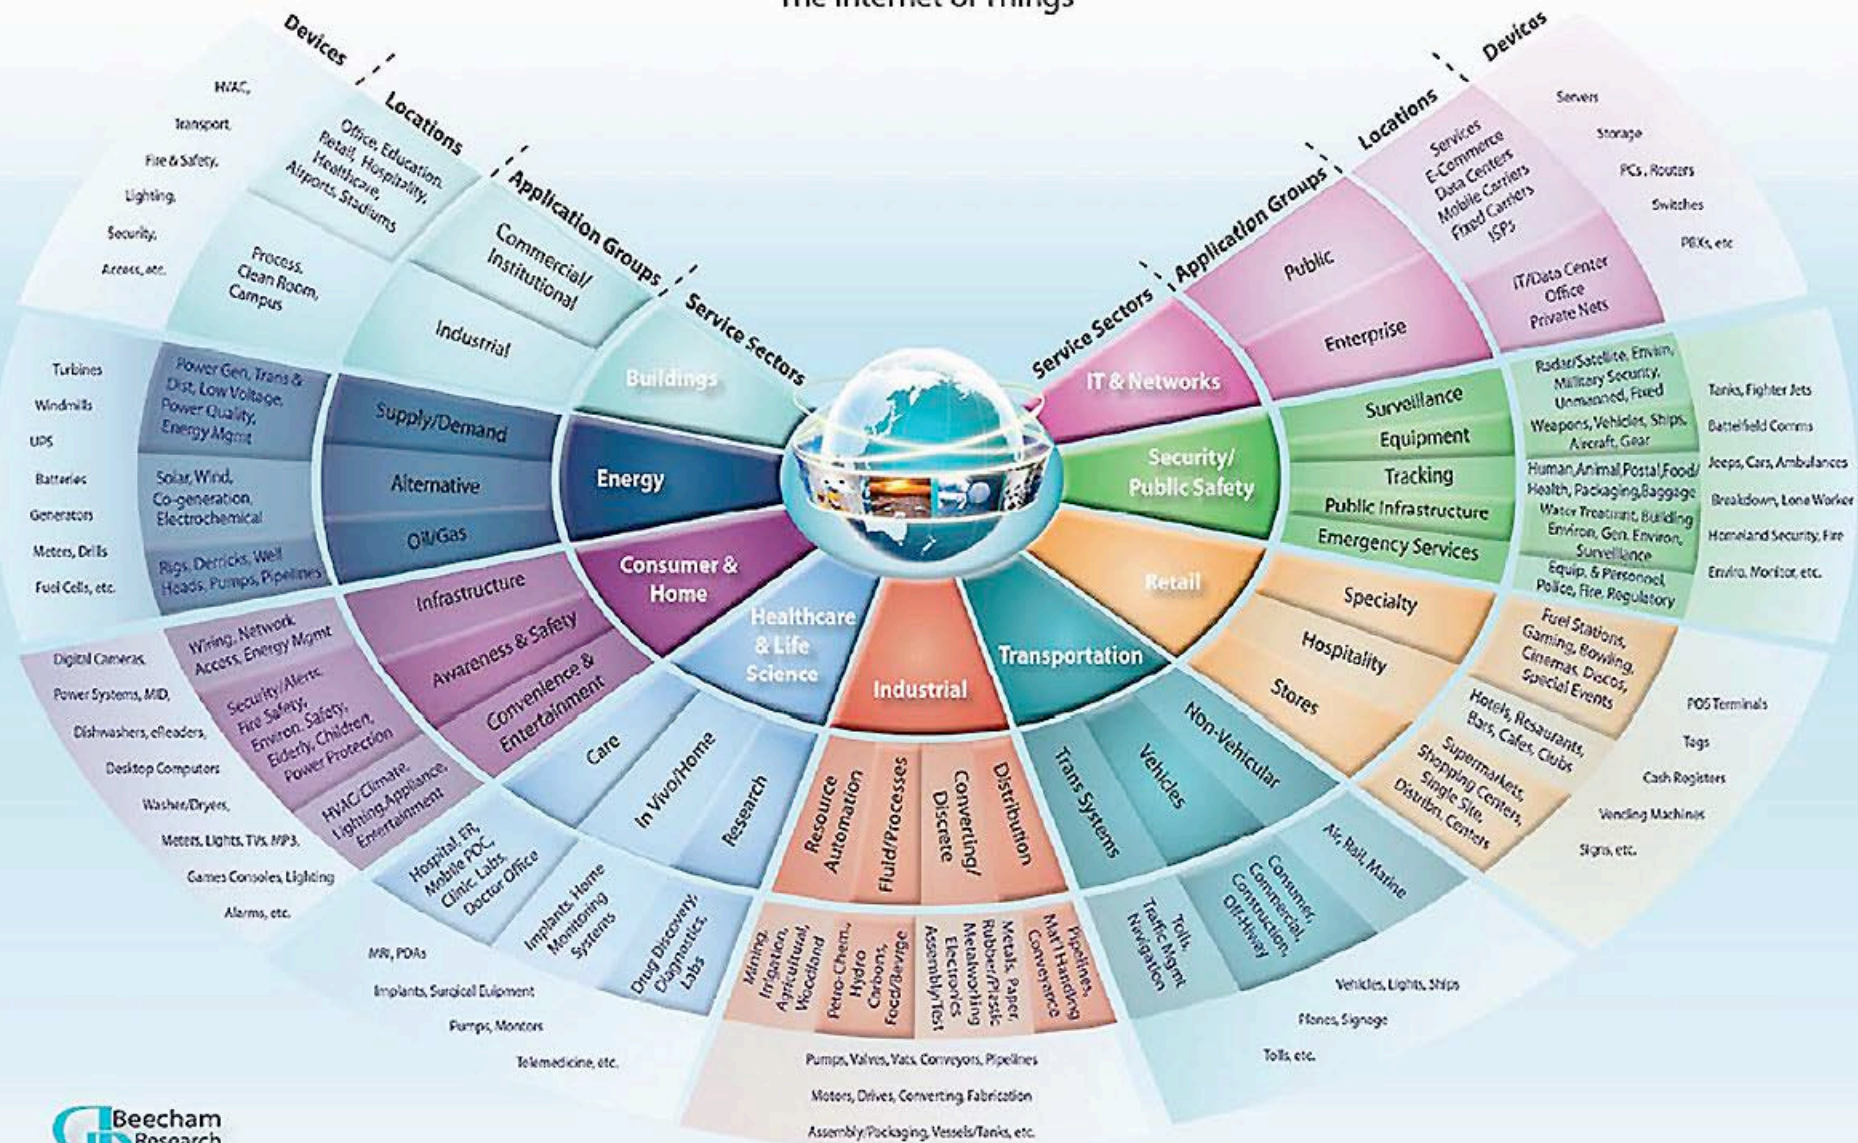 The Internet of Things
Devices
Locations
Application Groups
Service Sectors
Service Sectors
Application Groups
Locations
Devices
HVAC,
Transport,
Fire & Safety,
Lighting,
Security,
Access, etc.
Office, Education,
Retail, Hospitality,
Healthcare,
Airports, Stadiums
Process,
Clean Room,
Campus
Commercial/
Institutional
Industrial
Buildings
Turbines
Windmills
UPS
Batteries
Generators
Meters, Drills
Fuel Cells, etc.
Power Gen, Trans &
Dist, Low Voltage,
Power Quality,
Energy Mgmt
Solar, Wind,
Co-generation,
Electrochemical
Rigs, Derricks, Well
Heads, Pumps, Pipelines
Supply/Demand
Alternative
Oil/Gas
Energy
Digital Cameras,
Power Systems, MID,
Dishwashers, eReaders,
Desktop Computers
Washer/Dryers,
Meters, Lights, TVs, MP3,
Games Consoles, Lighting
Alarms, etc.
Wiring, Network
Access, Energy Mgmt
Security/Alerts,
Fire Safety,
Environ. Safety,
Elderly, Children,
Power Protection
HVAC/Climate,
Lighting,Appliance,
Entertainment
Infrastructure
Awareness & Safety
Convenience &
Entertainment
Consumer &
Home
Healthcare
& Life
Science
Care
In Vivo/Home
Research
Hospital, ER,
Mobile POC,
Clinic, Labs,
Doctor Office
Implants, Home
Monitoring
Systems
Drug Discovery,
Diagnostics,
Labs
MRI, PDAs
Implants, Surgical Euipment
Pumps, Montors
Telemedicine, etc.
Industrial
Resource
Automation
Fluid/Processes
Converting/
Discrete
Distribution
Mining,
Irrigation,
Agricultural,
Woodland
Petro-Chem.,
Hydro
Carbons,
Food/Bevrge
Metals, Paper,
Rubber/Plastic
Metalworking
Electronics
Assembly/Test
Pipelines,
Mat'l Handling
Conveyance
Pumps, Valves, Vats, Conveyors, Pipelines
Motors, Drives, Converting, Fabrication
Assembly/Packaging, Vessels/Tanks, etc.
Transportation
Trans Systems
Vehicles
Non-Vehicular
Tolls,
Traffic Mgmt
Navigation
Consumer,
Commercial,
Construction,
Off-Hiway
Air, Rail, Marine
Vehicles, Lights, Ships
Planes, Signage
Tolls, etc.
Retail
Specialty
Hospitality
Stores
Fuel Stations,
Gaming, Bowling,
Cinemas, Discos,
Special Events
Hotels, Resaurants,
Bars, Cafes, Clubs
Supermarkets,
Shopping Centers,
Single Site,
Distribn. Centers
POS Terminals
Tags
Cash Registers
Vending Machines
Signs, etc.
Security/
Public Safety
Surveillance
Equipment
Tracking
Public Infrastructure
Emergency Services
Radar/Satellite, Environ,
Military Security,
Unmanned, Fixed
Weapons, Vehicles, Ships,
Aircraft, Gear
Human,Animal,Postal,Food/
Health, Packaging,Baggage
Water Treatmnt, Building
Environ, Gen. Environ,
Surveillance
Equip, & Personnel,
Police, Fire, Regulatory
Tanks, Fighter Jets
Battelfield Comms
Jeeps, Cars, Ambulances
Breakdown, Lone Worker
Homeland Security, Fire
Enviro. Monitor, etc.
IT & Networks
Public
Enterprise
Services
E-Commerce
Data Centers
Mobile Carriers
Fixed Carriers
ISPS
IT/Data Center
Office
Private Nets
Servers
Storage
PCs, Routers
Switches
PBXs, etc
Beecham
Research